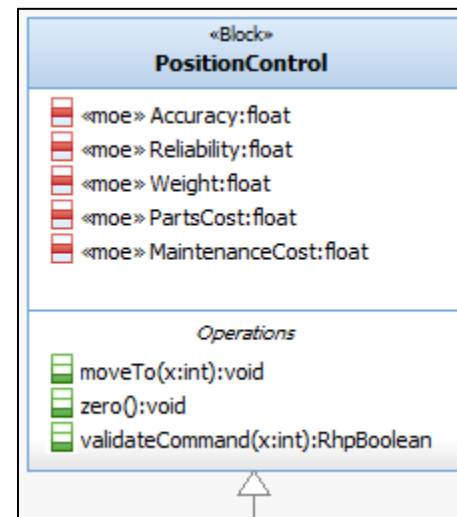 «Block»
PositionControl
«moe» Accuracy:float
«moe» Reliability:float
«moe» Weight:float
«moe» PartsCost:float
«moe» MaintenanceCost:float
Operations
moveTo(x:int):void
zero():void
validateCommand(x:int):RhpBoolean